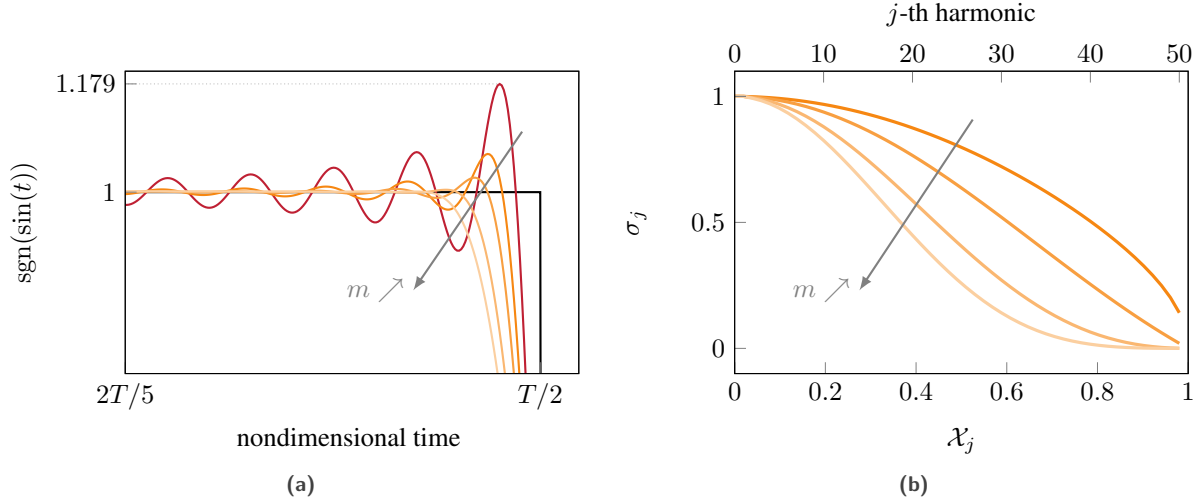 1.179
1
sgn(sin(t))
m ↗
2T/5
T/2
nondimensional time
(a)
j-th harmonic
0 10 20 30 40 50
1
0.5
0
σ_j
m ↗
0 0.2 0.4 0.6 0.8 1
𝒳_j
(b)